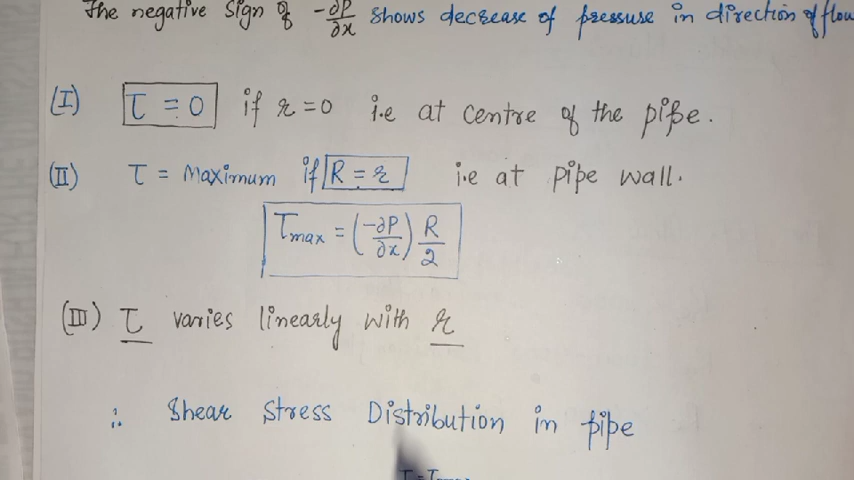 The negative sign of -∂P/∂x shows decrease of pressure in direction of flow
(I) τ = 0 if r = 0 i.e at centre of the pipe.
(II) τ = maximum if R = r i.e at pipe wall.
τmax = (-∂P/∂x) R/2
(III) τ varies linearly with r
∴ Shear Stress Distribution in pipe